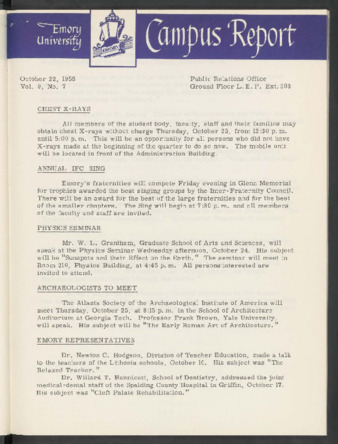 Emory
University
Campus Report
October 22, 1956
Vol. 9, No. 7
Public Relations Office
Ground Floor L. E. P. Ext. 393
CHEST X-RAYS
All members of the student body, faculty, staff and their families may
obtain chest X-rays without charge Thursday, October 25, from 12:30 p. m.
until 5:00 p. m. This will be an opportunity for all persons who did not have
X-rays made at the beginning of the quarter to do so now. The mobile unit
will be located in front of the Administration Building.
ANNUAL IFC SING
Emory's fraternities will compete Friday evening in Glenn Memorial
for trophies awarded the best singing groups by the Inter-Fraternity Council.
There will be an award for the best of the large fraternities and for the best
of the smaller chapters. The Sing will begin at 7:30 p. m. and all members
of the faculty and staff are invited.
PHYSICS SEMINAR
Mr. W. L. Grantham, Graduate School of Arts and Sciences, will
speak at the Physics Seminar Wednesday afternoon, October 24. His subject
will be "Sunspots and their Effect on the Earth." The seminar will meet in
Room 210, Physics Building, at 4:45 p. m. All persons interested are
invited to attend.
ARCHAEOLOGISTS TO MEET
The Atlanta Society of the Archaeological Institute of America will
meet Thursday, October 25, at 8:15 p. m. in the School of Architecture
Auditorium at Georgia Tech. Professor Frank Brown, Yale University,
will speak. His subject will be "The Early Roman Art of Architecture."
EMORY REPRESENTATIVES
Dr. Newton C. Hodgson, Division of Teacher Education, made a talk
to the teachers of the Lithonia schools, October 16. His subject was "The
Relaxed Teacher."
Dr. Willard T. Hunnicutt, School of Dentistry, addressed the joint
medical-dental staff of the Spalding County Hospital in Griffin, October 17.
His subject was "Cleft Palate Rehabilitation."